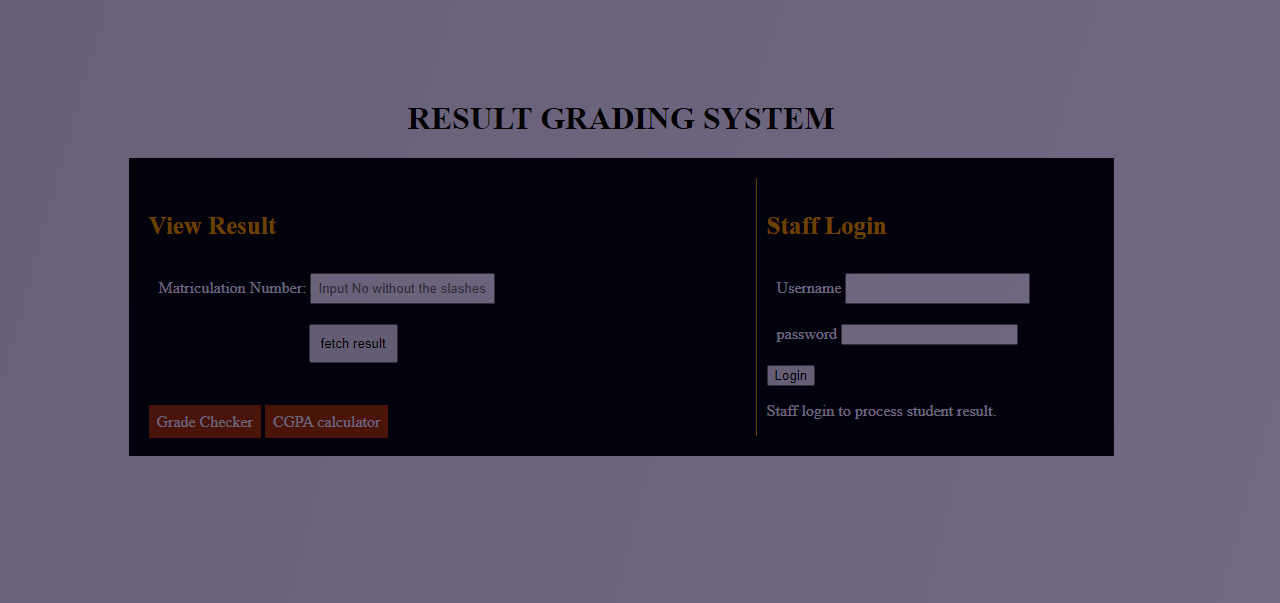 RESULT GRADING SYSTEM
View Result
Matriculation Number: Input No without the slashes
fetch result
Grade Checker CGPA calculator
Staff Login
Username
password
Login
Staff login to process student result.